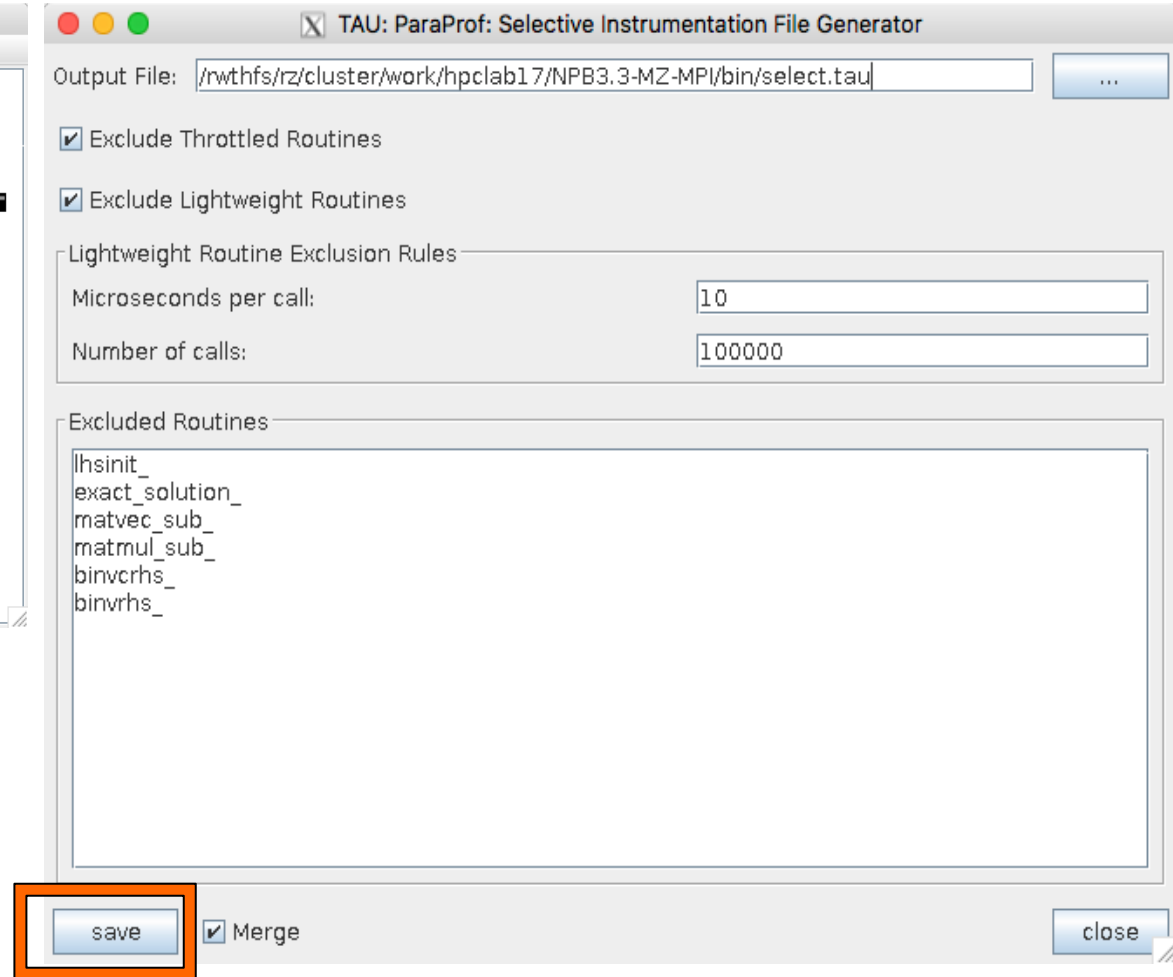 X TAU: ParaProf: Selective Instrumentation File Generator
Output File: /rwthfs/rz/cluster/work/hpclab17/NPB3.3-MZ-MPI/bin/select.tau ...
Exclude Throttled Routines
Exclude Lightweight Routines
Lightweight Routine Exclusion Rules
Microseconds per call: 10
Number of calls: 100000
Excluded Routines
lhsinit_
exact_solution_
matvec_sub_
matmul_sub_
binvcrhs_
binvrhs_
save Merge close